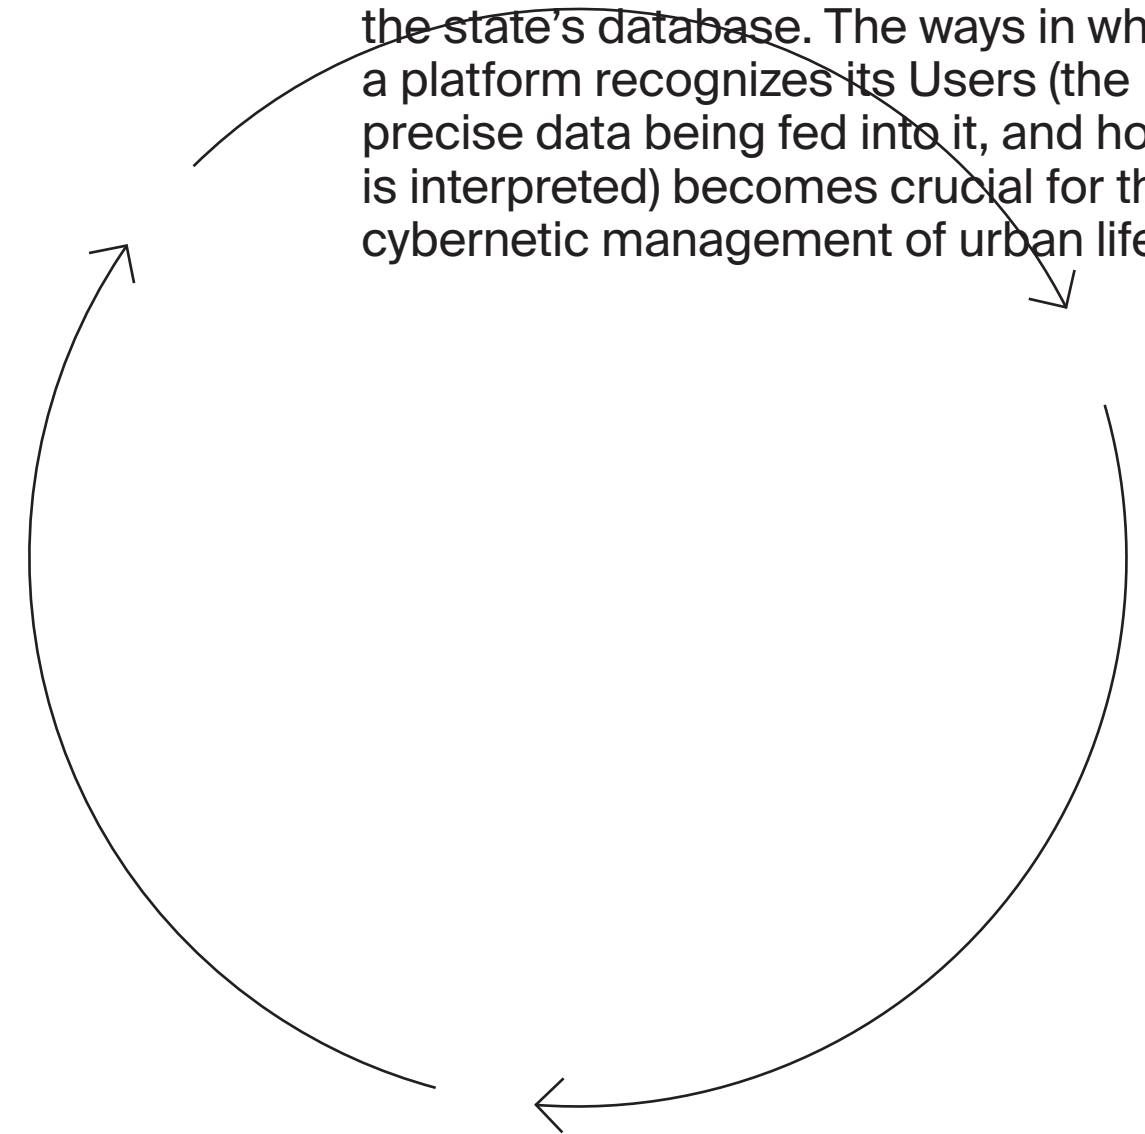 the state’s database. The ways in wh
a platform recognizes its Users (the
precise data being fed into it, and ho
is interpreted) becomes crucial for th
cybernetic management of urban life